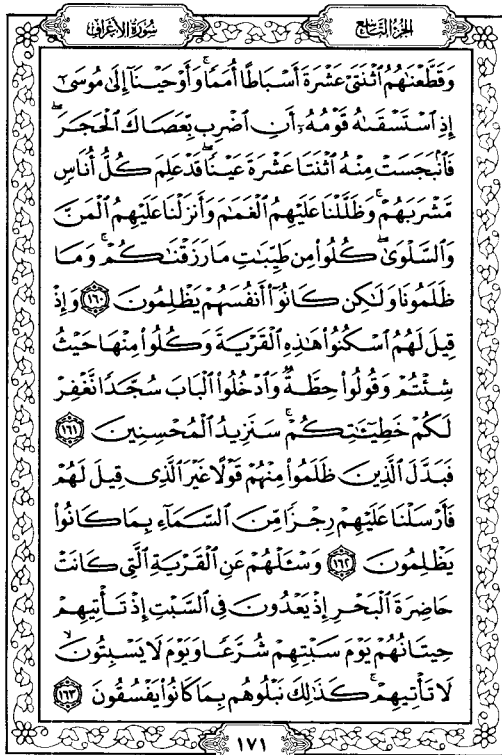 الجزء التاسع
سورة الأعراف
وَقَطَّعْنَٰهُمُ ٱثْنَتَىْ عَشْرَةَ أَسْبَاطًا أُمَمًا ۚ وَأَوْحَيْنَآ إِلَىٰ مُوسَىٰٓ
إِذِ ٱسْتَسْقَىٰهُ قَوْمُهُۥٓ أَنِ ٱضْرِب بِّعَصَاكَ ٱلْحَجَرَ ۖ
فَٱنۢبَجَسَتْ مِنْهُ ٱثْنَتَا عَشْرَةَ عَيْنًا ۖ قَدْ عَلِمَ كُلُّ أُنَاسٍ
مَّشْرَبَهُمْ ۚ وَظَلَّلْنَا عَلَيْهِمُ ٱلْغَمَٰمَ وَأَنزَلْنَا عَلَيْهِمُ ٱلْمَنَّ
وَٱلسَّلْوَىٰ ۖ كُلُوا۟ مِن طَيِّبَٰتِ مَا رَزَقْنَٰكُمْ ۚ وَمَا
ظَلَمُونَا وَلَٰكِن كَانُوٓا۟ أَنفُسَهُمْ يَظْلِمُونَ ١٦٠ وَإِذْ
قِيلَ لَهُمُ ٱسْكُنُوا۟ هَٰذِهِ ٱلْقَرْيَةَ وَكُلُوا۟ مِنْهَا حَيْثُ
شِئْتُمْ وَقُولُوا۟ حِطَّةٌ وَٱدْخُلُوا۟ ٱلْبَابَ سُجَّدًا نَّغْفِرْ
لَكُمْ خَطِيٓـَٰٔتِكُمْ ۚ سَنَزِيدُ ٱلْمُحْسِنِينَ ١٦١
فَبَدَّلَ ٱلَّذِينَ ظَلَمُوا۟ مِنْهُمْ قَوْلًا غَيْرَ ٱلَّذِى قِيلَ لَهُمْ
فَأَرْسَلْنَا عَلَيْهِمْ رِجْزًا مِّنَ ٱلسَّمَآءِ بِمَا كَانُوا۟
يَظْلِمُونَ ١٦٢ وَسْـَٔلْهُمْ عَنِ ٱلْقَرْيَةِ ٱلَّتِى كَانَتْ
حَاضِرَةَ ٱلْبَحْرِ إِذْ يَعْدُونَ فِى ٱلسَّبْتِ إِذْ تَأْتِيهِمْ
حِيتَانُهُمْ يَوْمَ سَبْتِهِمْ شُرَّعًا وَيَوْمَ لَا يَسْبِتُونَ ۙ
لَا تَأْتِيهِمْ ۚ كَذَٰلِكَ نَبْلُوهُم بِمَا كَانُوا۟ يَفْسُقُونَ ١٦٣
١٧١